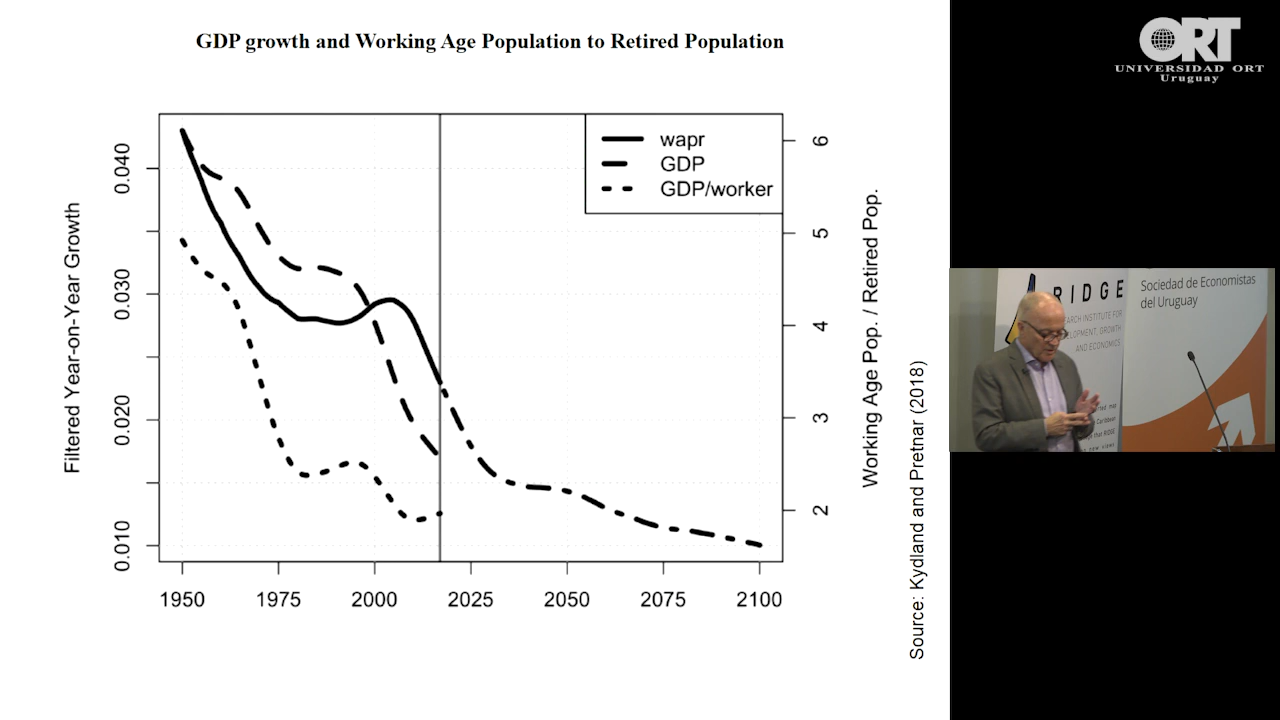 GDP growth and Working Age Population to Retired Population
Filtered Year-on-Year Growth
0.040
0.030
0.020
0.010
wapr
GDP
GDP/worker
6
5
4
3
2
Working Age Pop. / Retired Pop.
1950
1975
2000
2025
2050
2075
2100
Source: Kydland and Pretnar (2018)
ORT
UNIVERSIDAD ORT
Uruguay
RIDGE
ARCH INSTITUTE FOR
LOPMENT, GROWTH
AND ECONOMICS
Sociedad de Economistas
del Uruguay